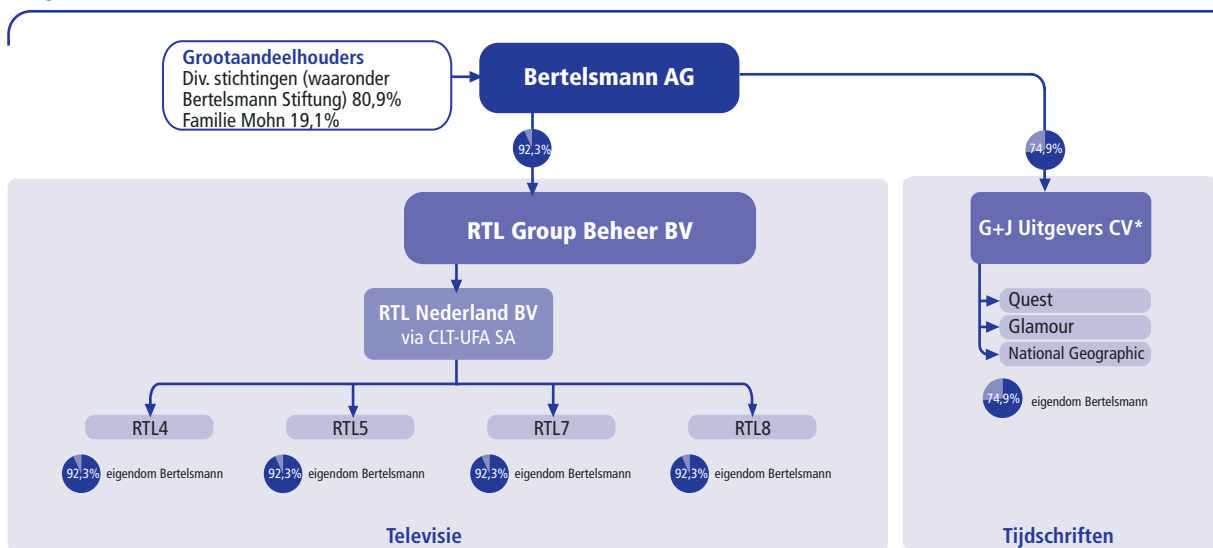 Grootaandeelhouders
Div. stichtingen (waaronder
Bertelsmann Stiftung) 80,9%
Familie Mohn 19,1%
Bertelsmann AG
92,3%
74,9%
RTL Group Beheer BV
G+J Uitgevers CV*
RTL Nederland BV
via CLT-UFA SA
Quest
Glamour
National Geographic
74,9% eigendom Bertelsmann
RTL4
RTL5
RTL7
RTL8
92,3% eigendom Bertelsmann
92,3% eigendom Bertelsmann
92,3% eigendom Bertelsmann
92,3% eigendom Bertelsmann
Televisie
Tijdschriften